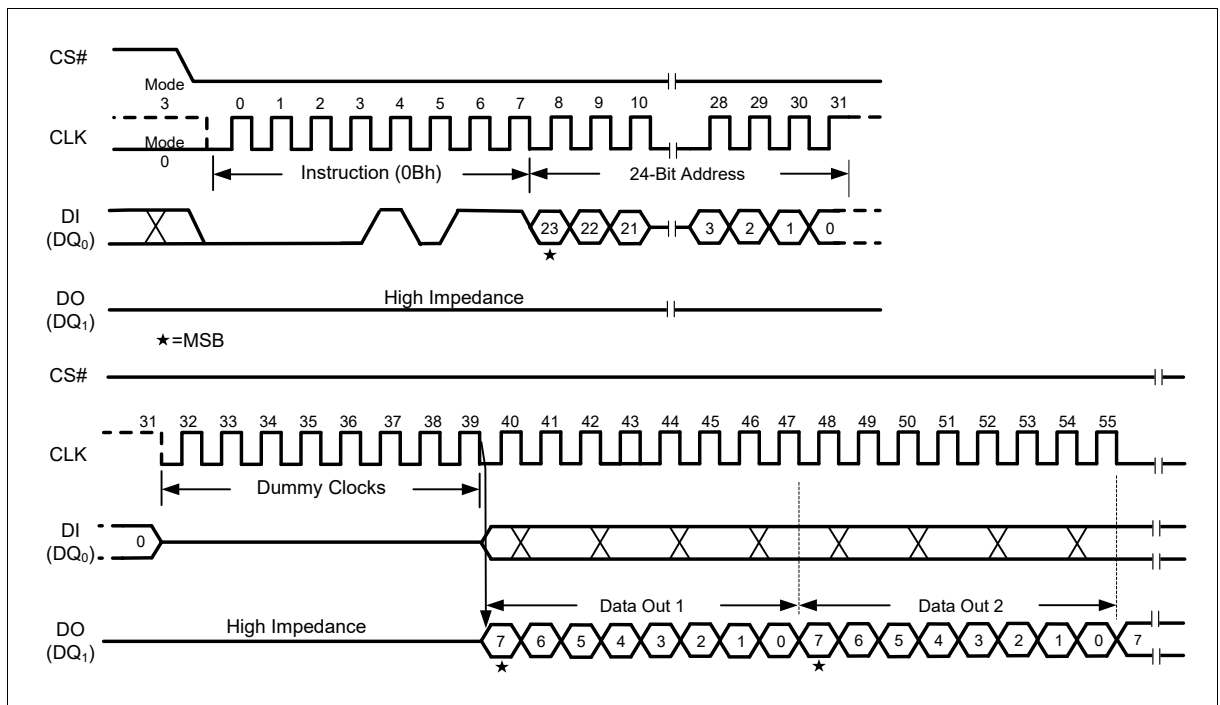 CS#
Mode
3
0 1 2 3 4 5 6 7 8 9 10 28 29 30 31
CLK
Mode
0
Instruction (0Bh) 24-Bit Address
DI
(DQ0)
23 22 21 3 2 1 0
★
DO
(DQ1)
High Impedance
★=MSB
CS#
31 32 33 34 35 36 37 38 39 40 41 42 43 44 45 46 47 48 49 50 51 52 53 54 55
CLK
Dummy Clocks
DI
(DQ0)
0
Data Out 1 Data Out 2
DO
(DQ1)
High Impedance
7 6 5 4 3 2 1 0 7 6 5 4 3 2 1 0 7
★ ★